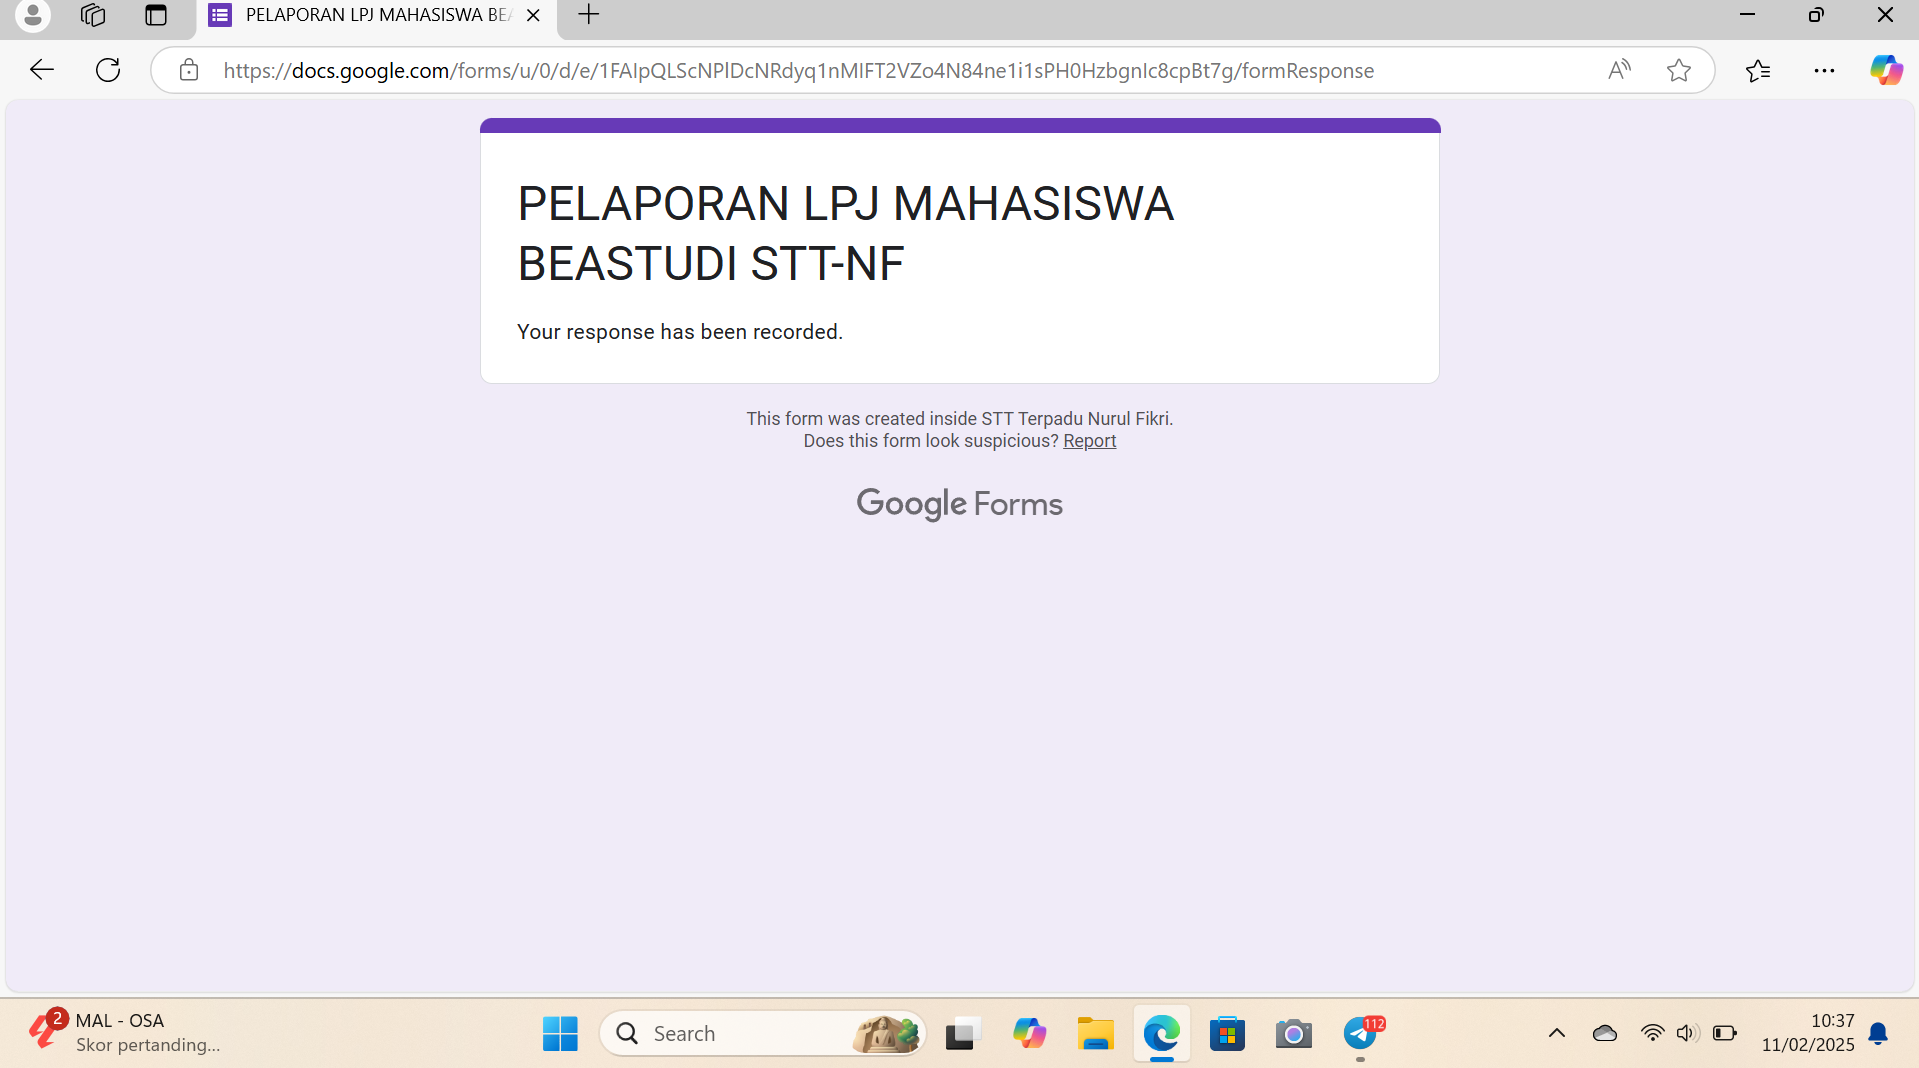 PELAPORAN LPJ MAHASISWA BEA
https://docs.google.com/forms/u/0/d/e/1FAIpQLScNPlDcNRdyq1nMIFT2VZo4N84ne1i1sPH0HzbgnIc8cpBt7g/formResponse
PELAPORAN LPJ MAHASISWA
BEASTUDI STT-NF
Your response has been recorded.
This form was created inside STT Terpadu Nurul Fikri.
Does this form look suspicious? Report
Google Forms
2
MAL - OSA
Skor pertanding...
Search
112
10:37
11/02/2025